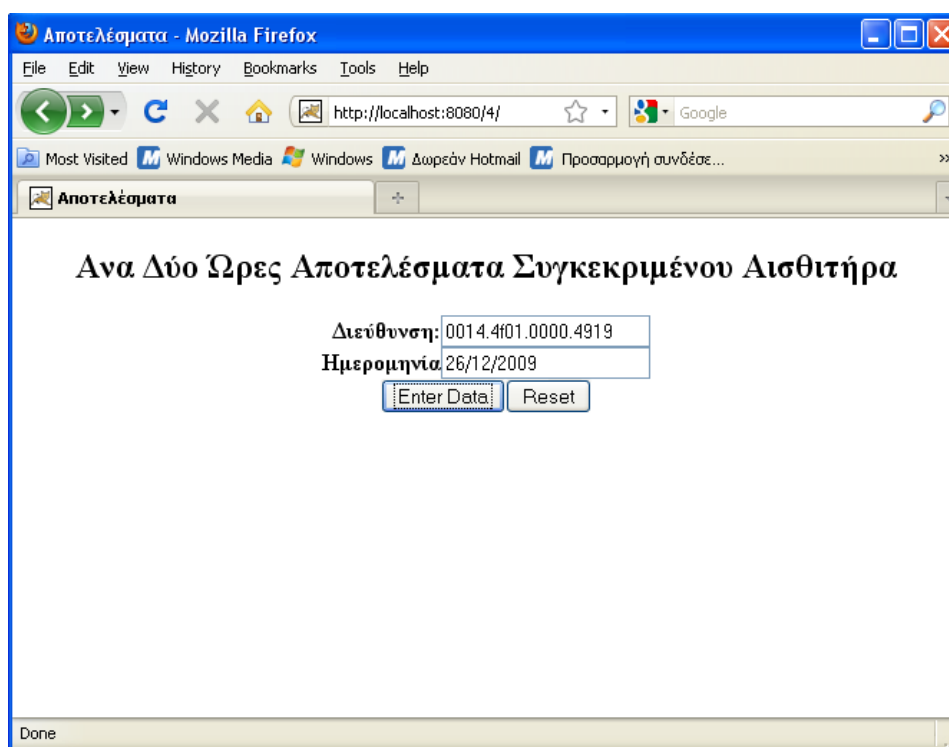 Αποτελέσματα - Mozilla Firefox
File Edit View History Bookmarks Tools Help
http://localhost:8080/4/ Google
Most Visited Windows Media Windows Δωρεάν Hotmail Προσαρμογή συνδέσε...
Αποτελέσματα
Ανα Δύο Ώρες Αποτελέσματα Συγκεκριμένου Αισθιτήρα
Διεύθυνση: 0014.4f01.0000.4919
Ημερομηνία 26/12/2009
Enter Data Reset
Done